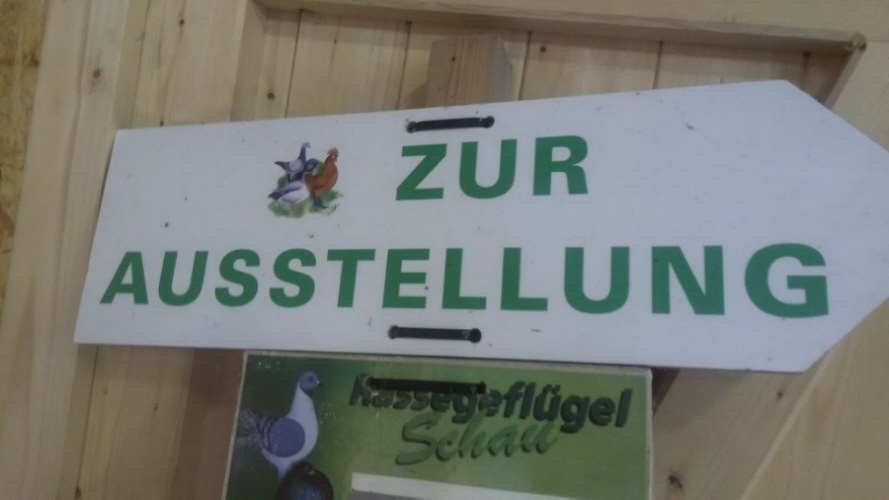 ZUR
AUSSTELLUNG
Rassegeflügel
Schau